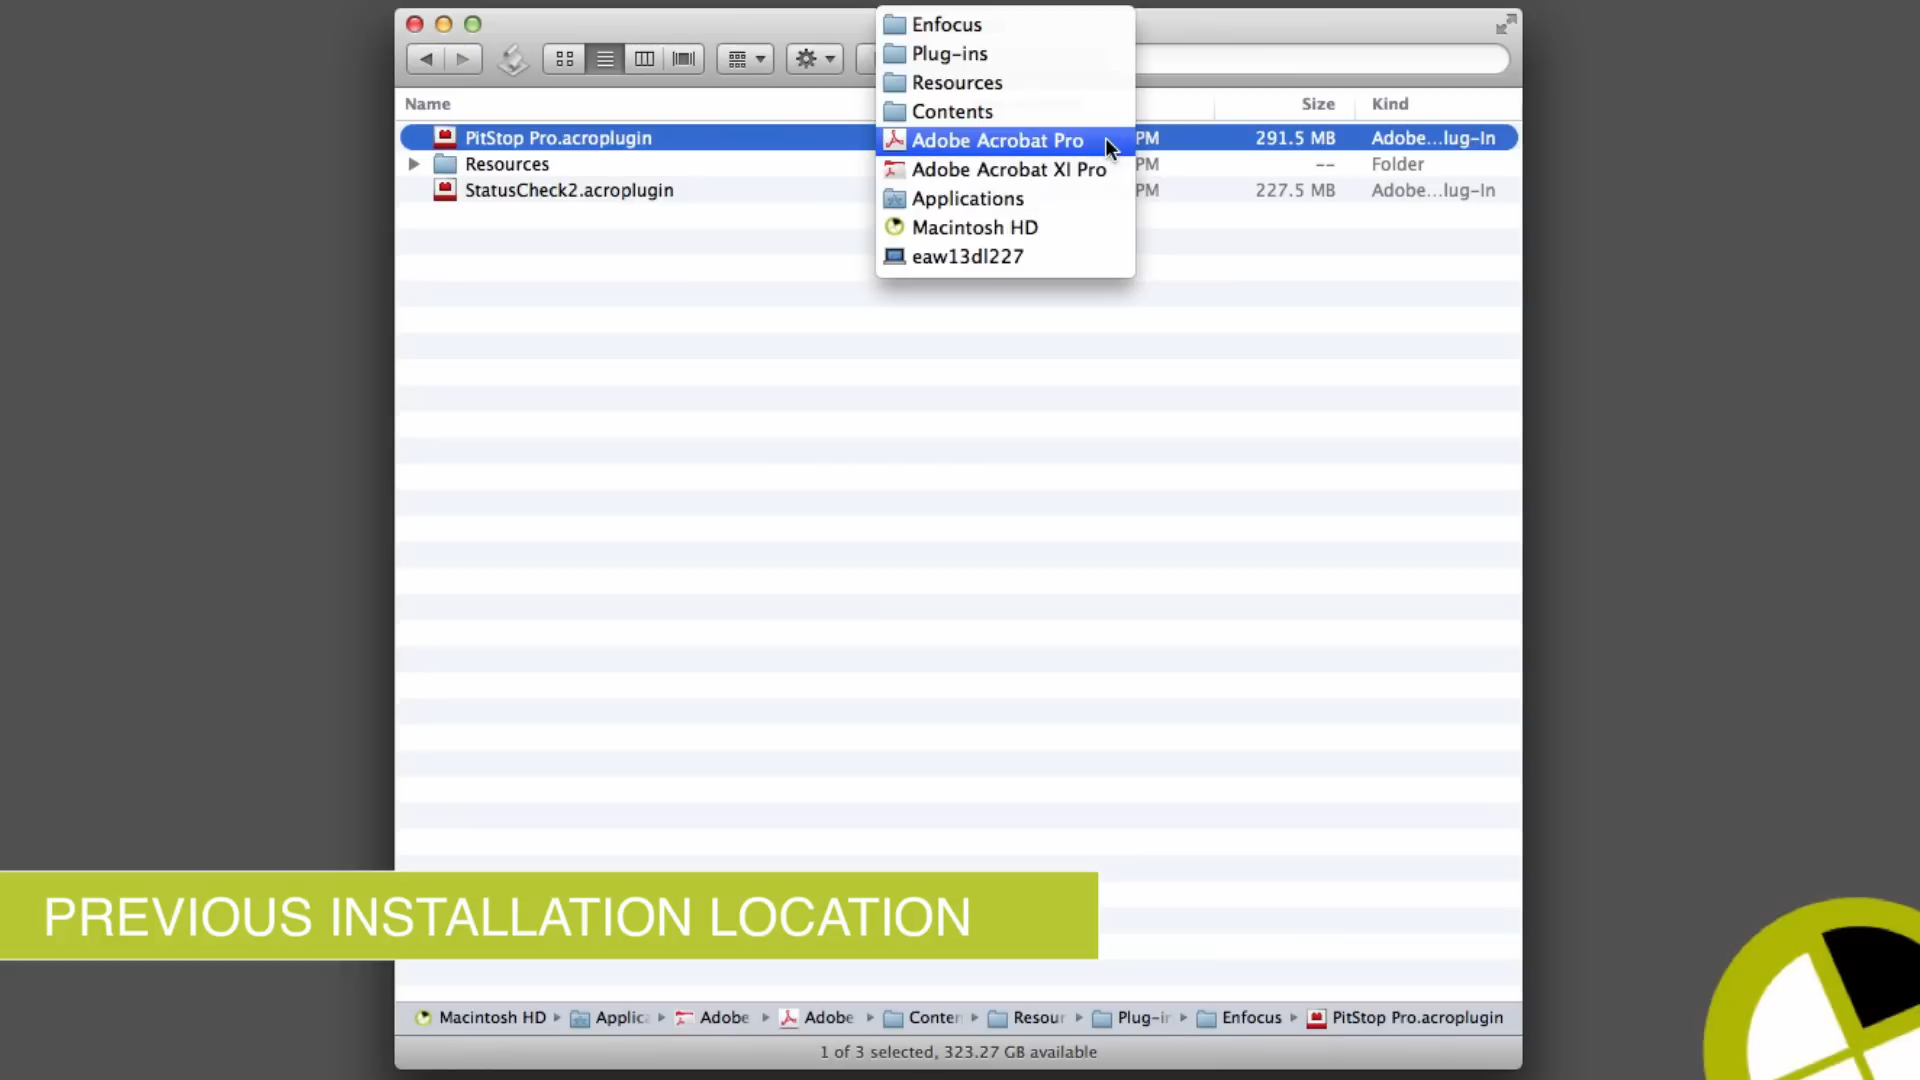 Enfocus
Plug-ins
Resources
Contents
Adobe Acrobat Pro
Adobe Acrobat XI Pro
Applications
Macintosh HD
eaw13dl227
Name Size Kind
PitStop Pro.acroplugin PM 291.5 MB Adobe...lug-In
Resources PM -- Folder
StatusCheck2.acroplugin PM 227.5 MB Adobe...lug-In
PREVIOUS INSTALLATION LOCATION
Macintosh HD Applic Adobe Adobe Conten Resour Plug-in Enfocus PitStop Pro.acroplugin
1 of 3 selected, 323.27 GB available